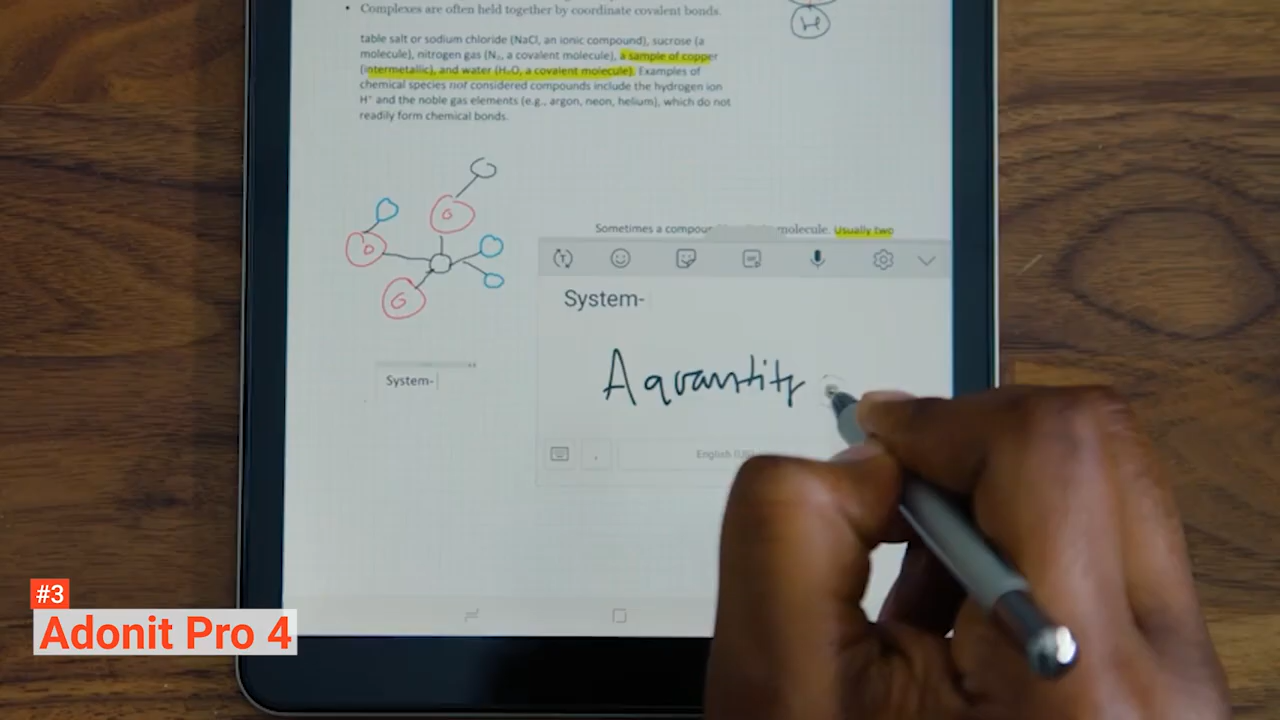 • Complexes are often held together by coordinate covalent bonds.
He
table salt or sodium chloride (NaCl, an ionic compound), sucrose (a
molecule), nitrogen gas (N₂, a covalent molecule), a sample of copper
(intermetallic), and water (H₂O, a covalent molecule). Examples of
chemical species not considered compounds include the hydrogen ion
H⁺ and the noble gas elements (e.g., argon, neon, helium), which do not
readily form chemical bonds.
Sometimes a molecule. Usually two
System-
A quantity
System-
English (US)
#3
Adonit Pro 4